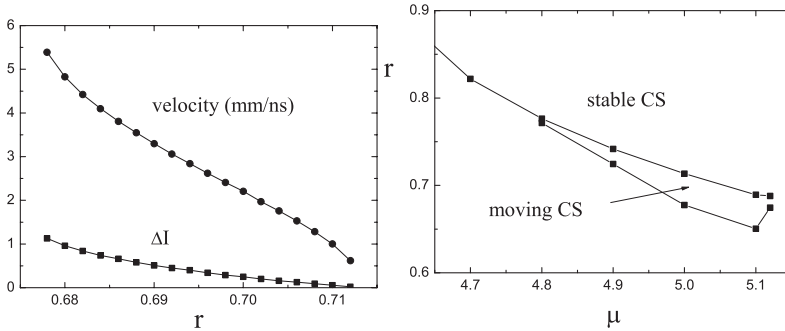 6
5
4
3
2
1
0
velocity (mm/ns)
ΔI
0.68
0.69
0.70
0.71
r
0.9
0.8
0.7
0.6
r
stable CS
moving CS
4.7
4.8
4.9
5.0
5.1
μ